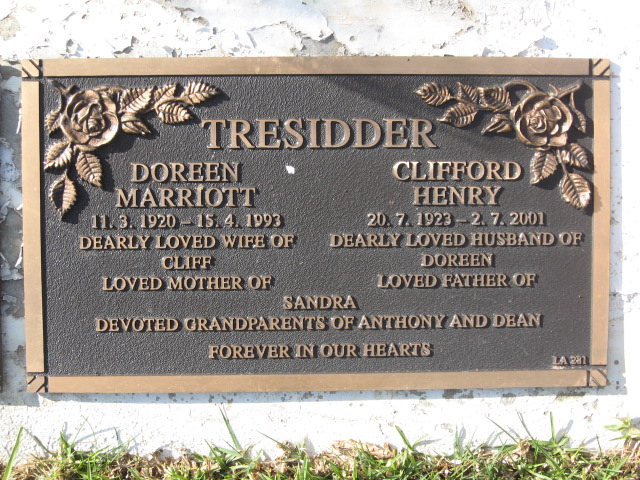 TRESIDDER
DOREEN
MARRIOTT
11. 3. 1920 – 15. 4. 1993
DEARLY LOVED WIFE OF
CLIFF
LOVED MOTHER OF
CLIFFORD
HENRY
20. 7. 1923 – 2. 7. 2001
DEARLY LOVED HUSBAND OF
DOREEN
LOVED FATHER OF
SANDRA
DEVOTED GRANDPARENTS OF ANTHONY AND DEAN
FOREVER IN OUR HEARTS
LA 281